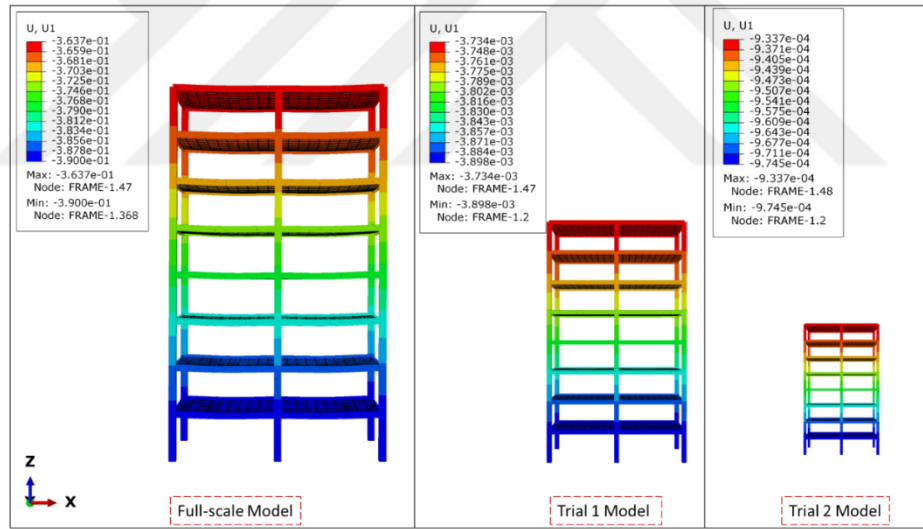 U, U1
-3.637e-01
-3.659e-01
-3.681e-01
-3.703e-01
-3.725e-01
-3.746e-01
-3.768e-01
-3.790e-01
-3.812e-01
-3.834e-01
-3.856e-01
-3.878e-01
-3.900e-01
Max: -3.637e-01
Node: FRAME-1.47
Min: -3.900e-01
Node: FRAME-1.368
Z
X
Full-scale Model
U, U1
-3.734e-03
-3.748e-03
-3.761e-03
-3.775e-03
-3.789e-03
-3.802e-03
-3.816e-03
-3.830e-03
-3.843e-03
-3.857e-03
-3.871e-03
-3.884e-03
-3.898e-03
Max: -3.734e-03
Node: FRAME-1.47
Min: -3.898e-03
Node: FRAME-1.2
Trial 1 Model
U, U1
-9.337e-04
-9.371e-04
-9.405e-04
-9.439e-04
-9.473e-04
-9.507e-04
-9.541e-04
-9.575e-04
-9.609e-04
-9.643e-04
-9.677e-04
-9.711e-04
-9.745e-04
Max: -9.337e-04
Node: FRAME-1.48
Min: -9.745e-04
Node: FRAME-1.2
Trial 2 Model